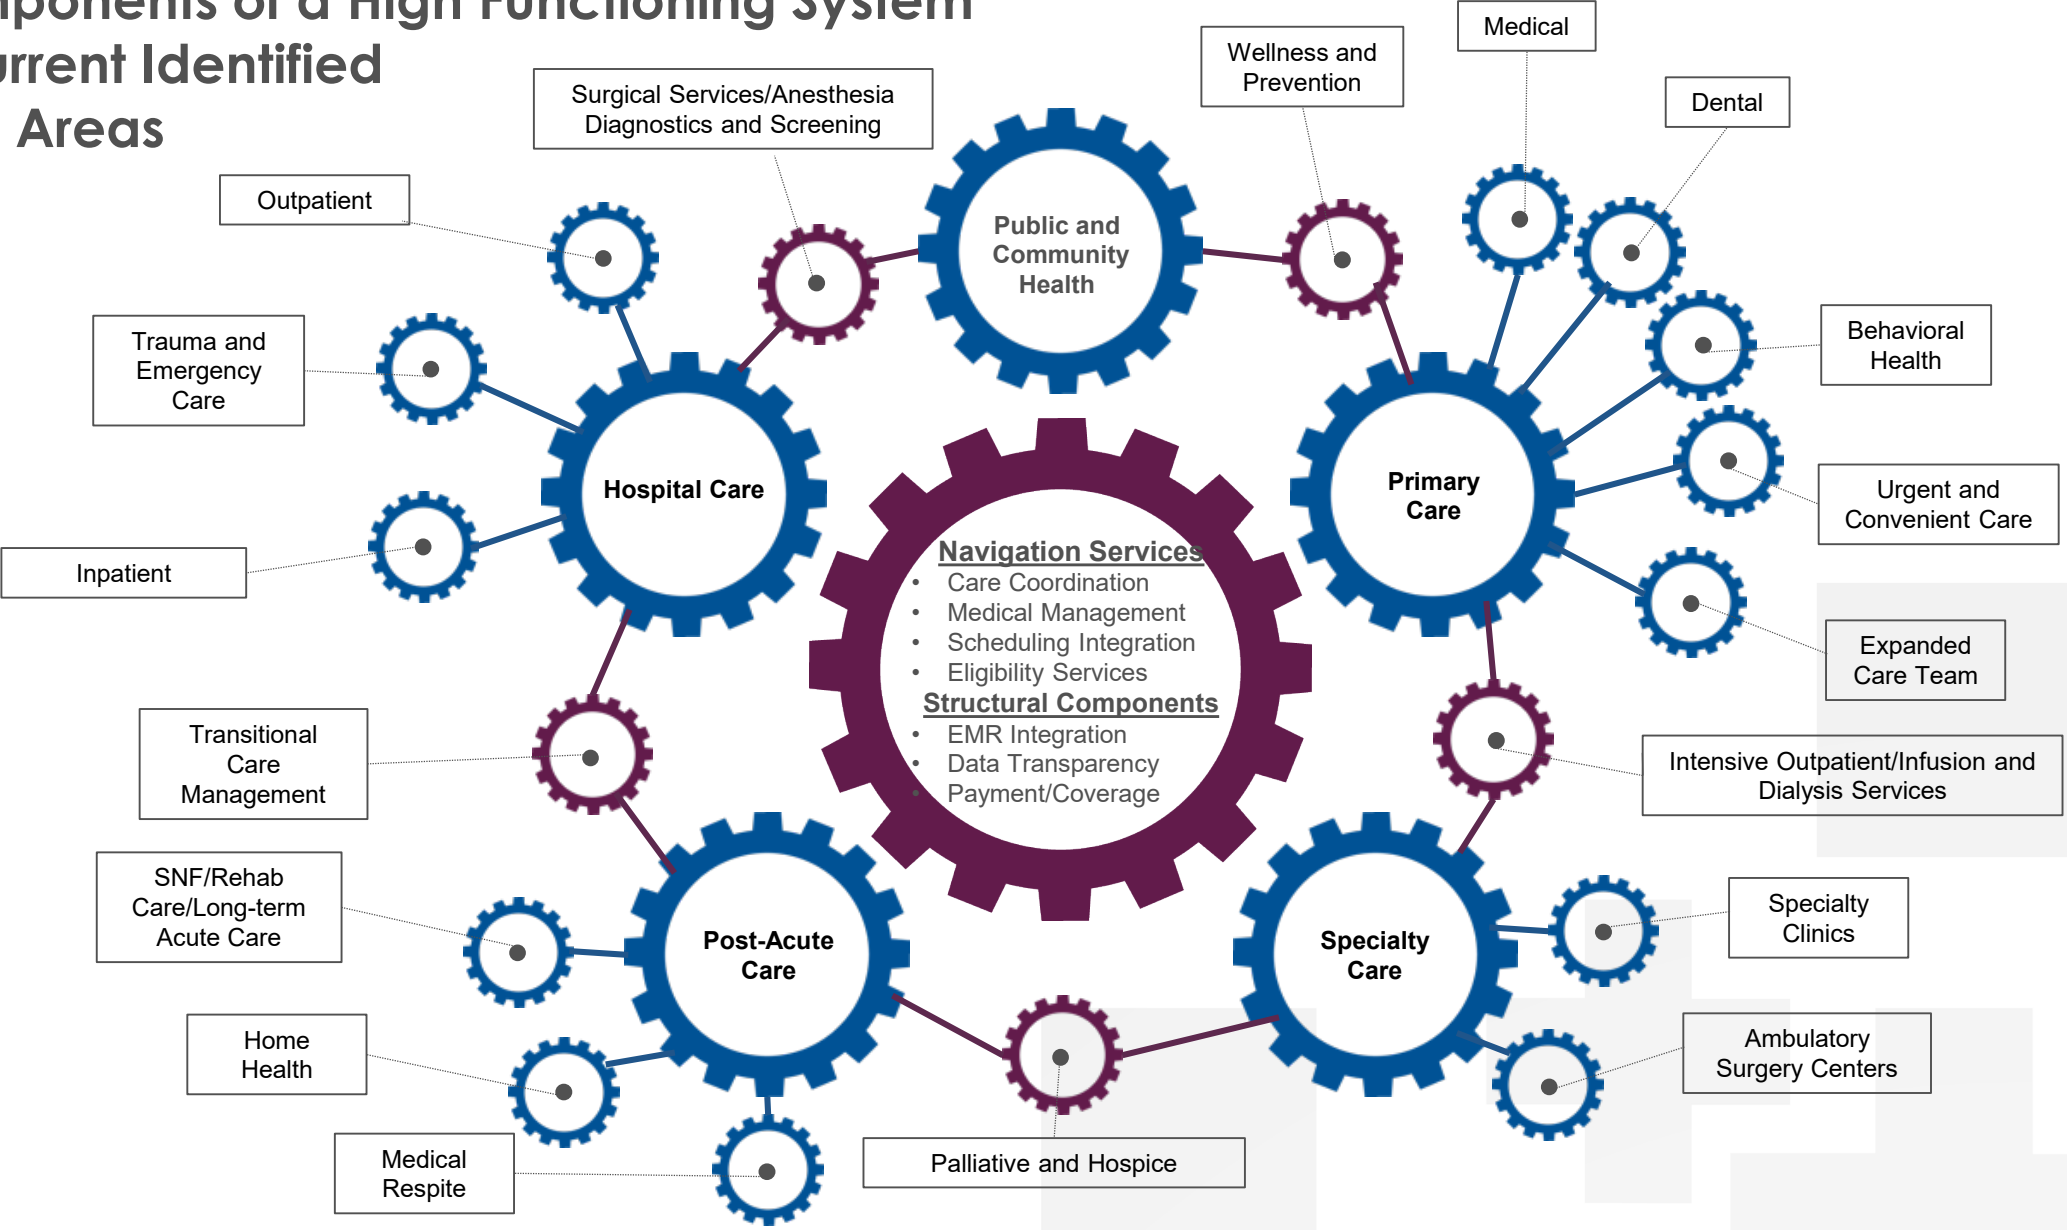 of a High Functioning System
Identified
Areas
Medical
Wellness and
Prevention
Surgical Services/Anesthesia
Diagnostics and Screening
Dental
Outpatient
Public and
Community
Health
Trauma and
Emergency
Care
Behavioral
Health
Hospital Care
Primary
Care
Urgent and
Convenient Care
Inpatient
Navigation Services
• Care Coordination
• Medical Management
• Scheduling Integration
• Eligibility Services
Structural Components
• EMR Integration
• Data Transparency
• Payment/Coverage
Expanded
Care Team
Transitional
Care
Management
Intensive Outpatient/Infusion and
Dialysis Services
SNF/Rehab
Care/Long-term
Acute Care
Post-Acute
Care
Specialty
Care
Specialty
Clinics
Home
Health
Ambulatory
Surgery Centers
Medical
Respite
Palliative and Hospice